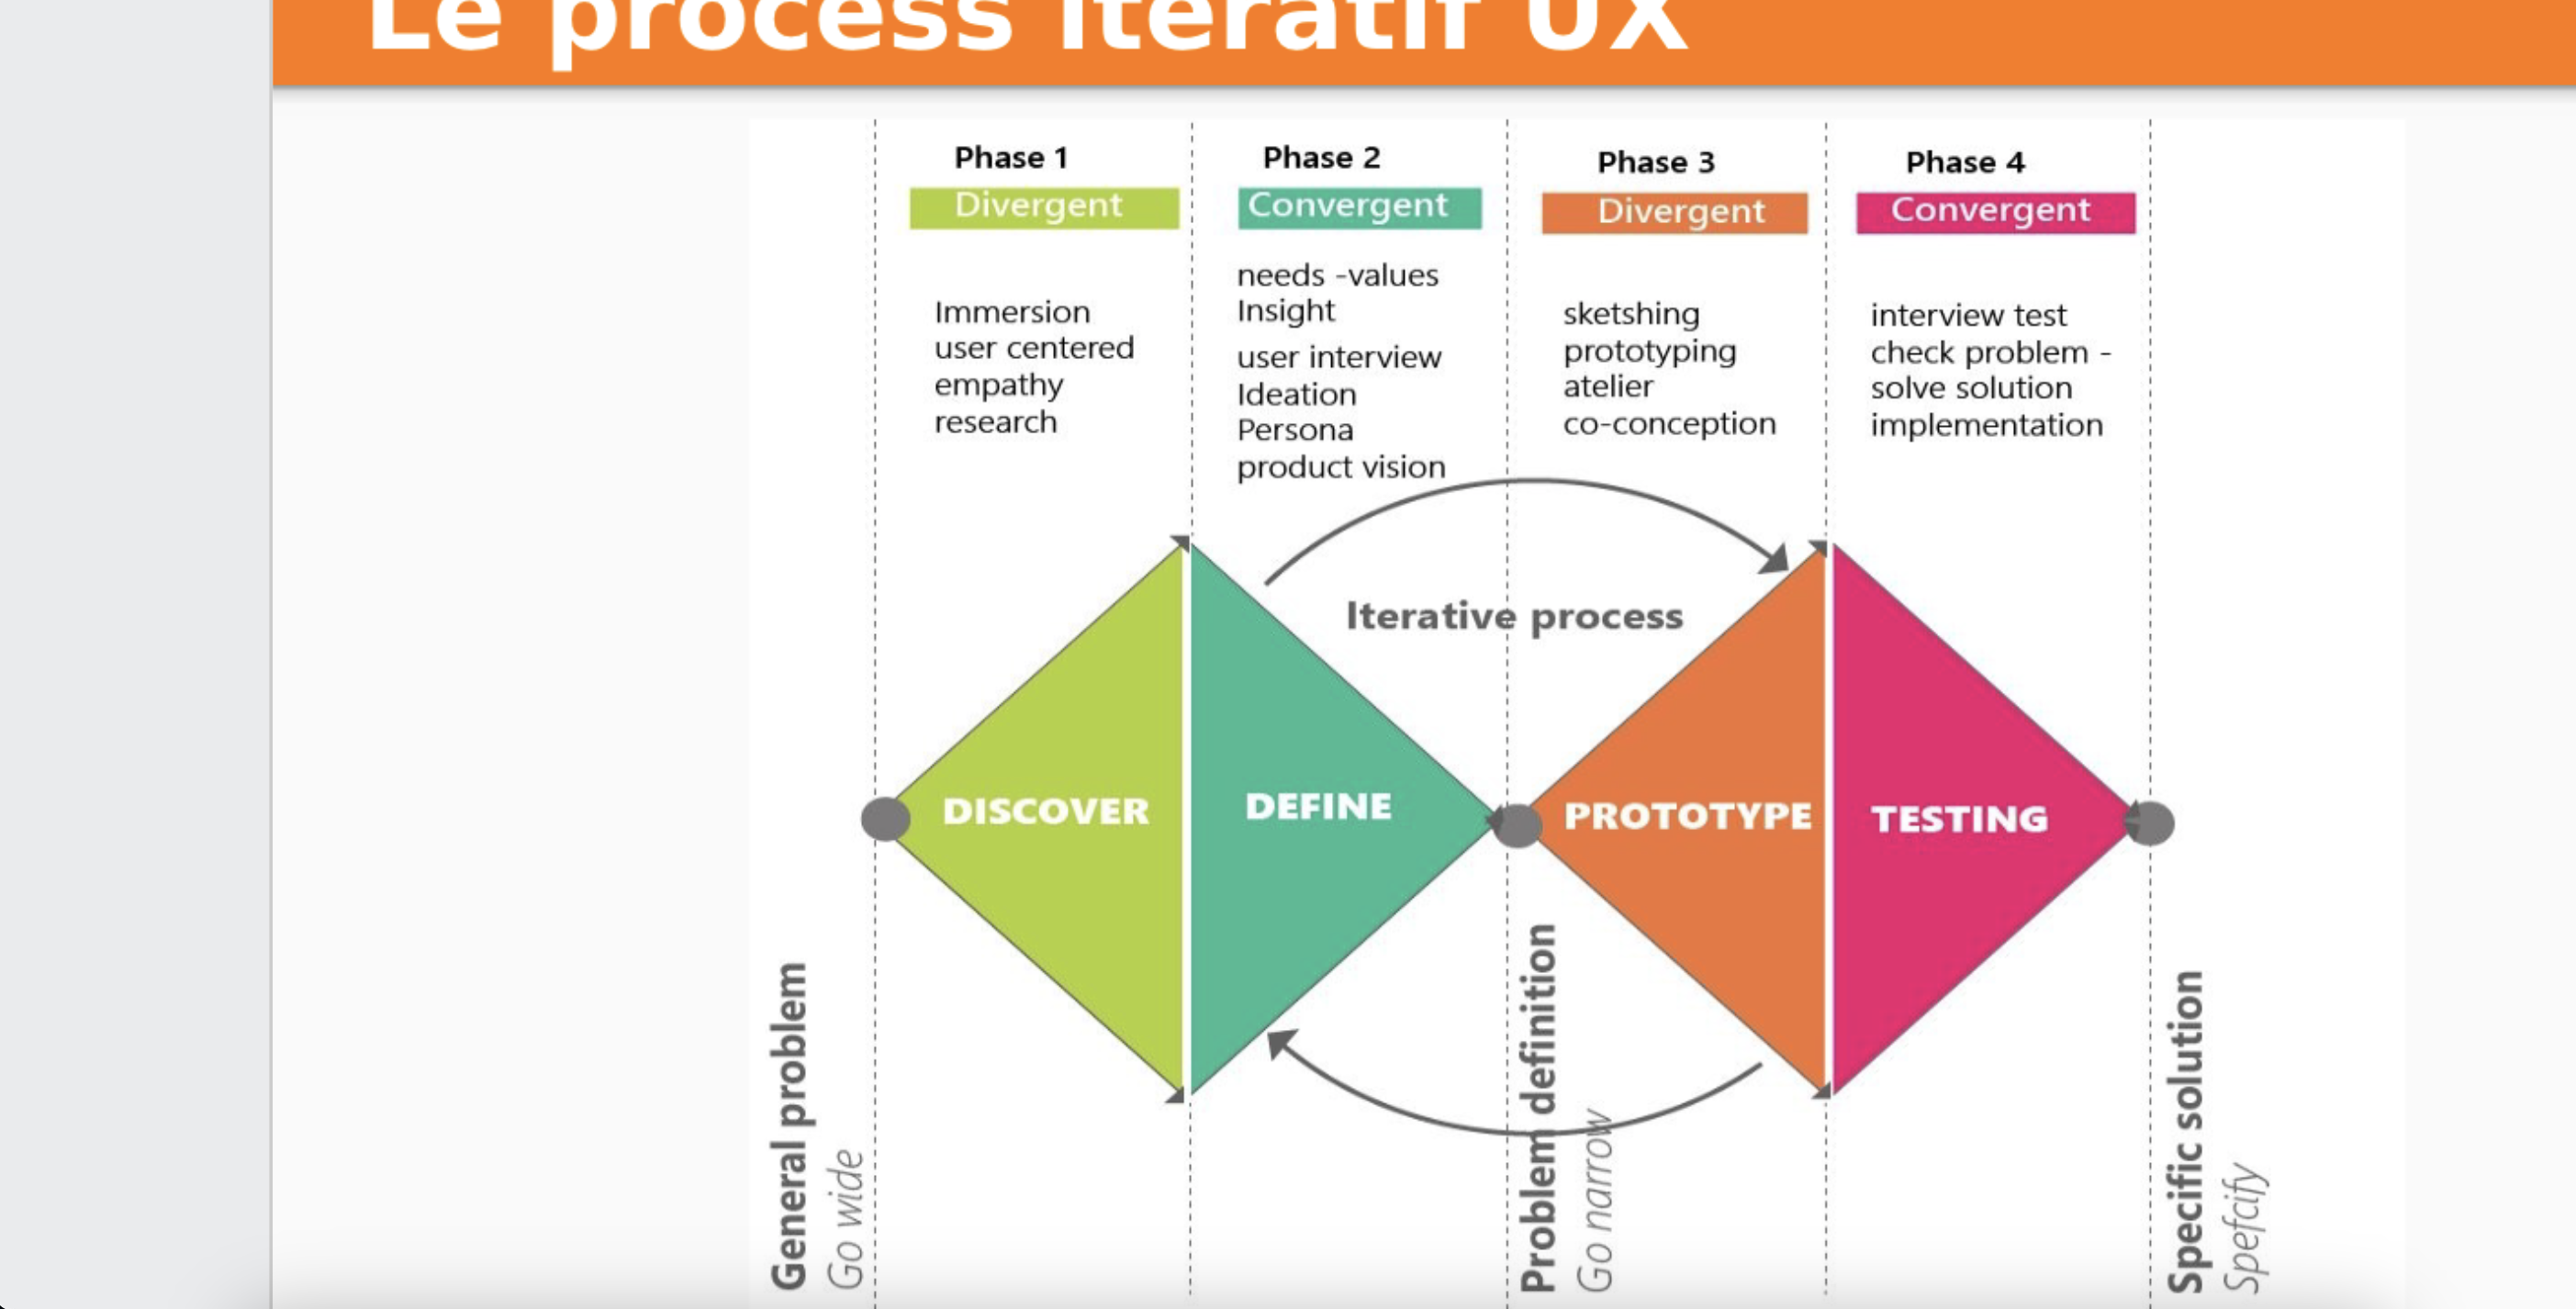 Le process itératif UX
Phase 1
Divergent
Immersion
user centered
empathy
research
Phase 2
Convergent
needs -values
Insight
user interview
Ideation
Persona
product vision
Phase 3
Divergent
sketshing
prototyping
atelier
co-conception
Phase 4
Convergent
interview test
check problem -
solve solution
implementation
Iterative process
DISCOVER
DEFINE
PROTOTYPE
TESTING
General problem
Go wide
Problem definition
Go narrow
Specific solution
Spefcify